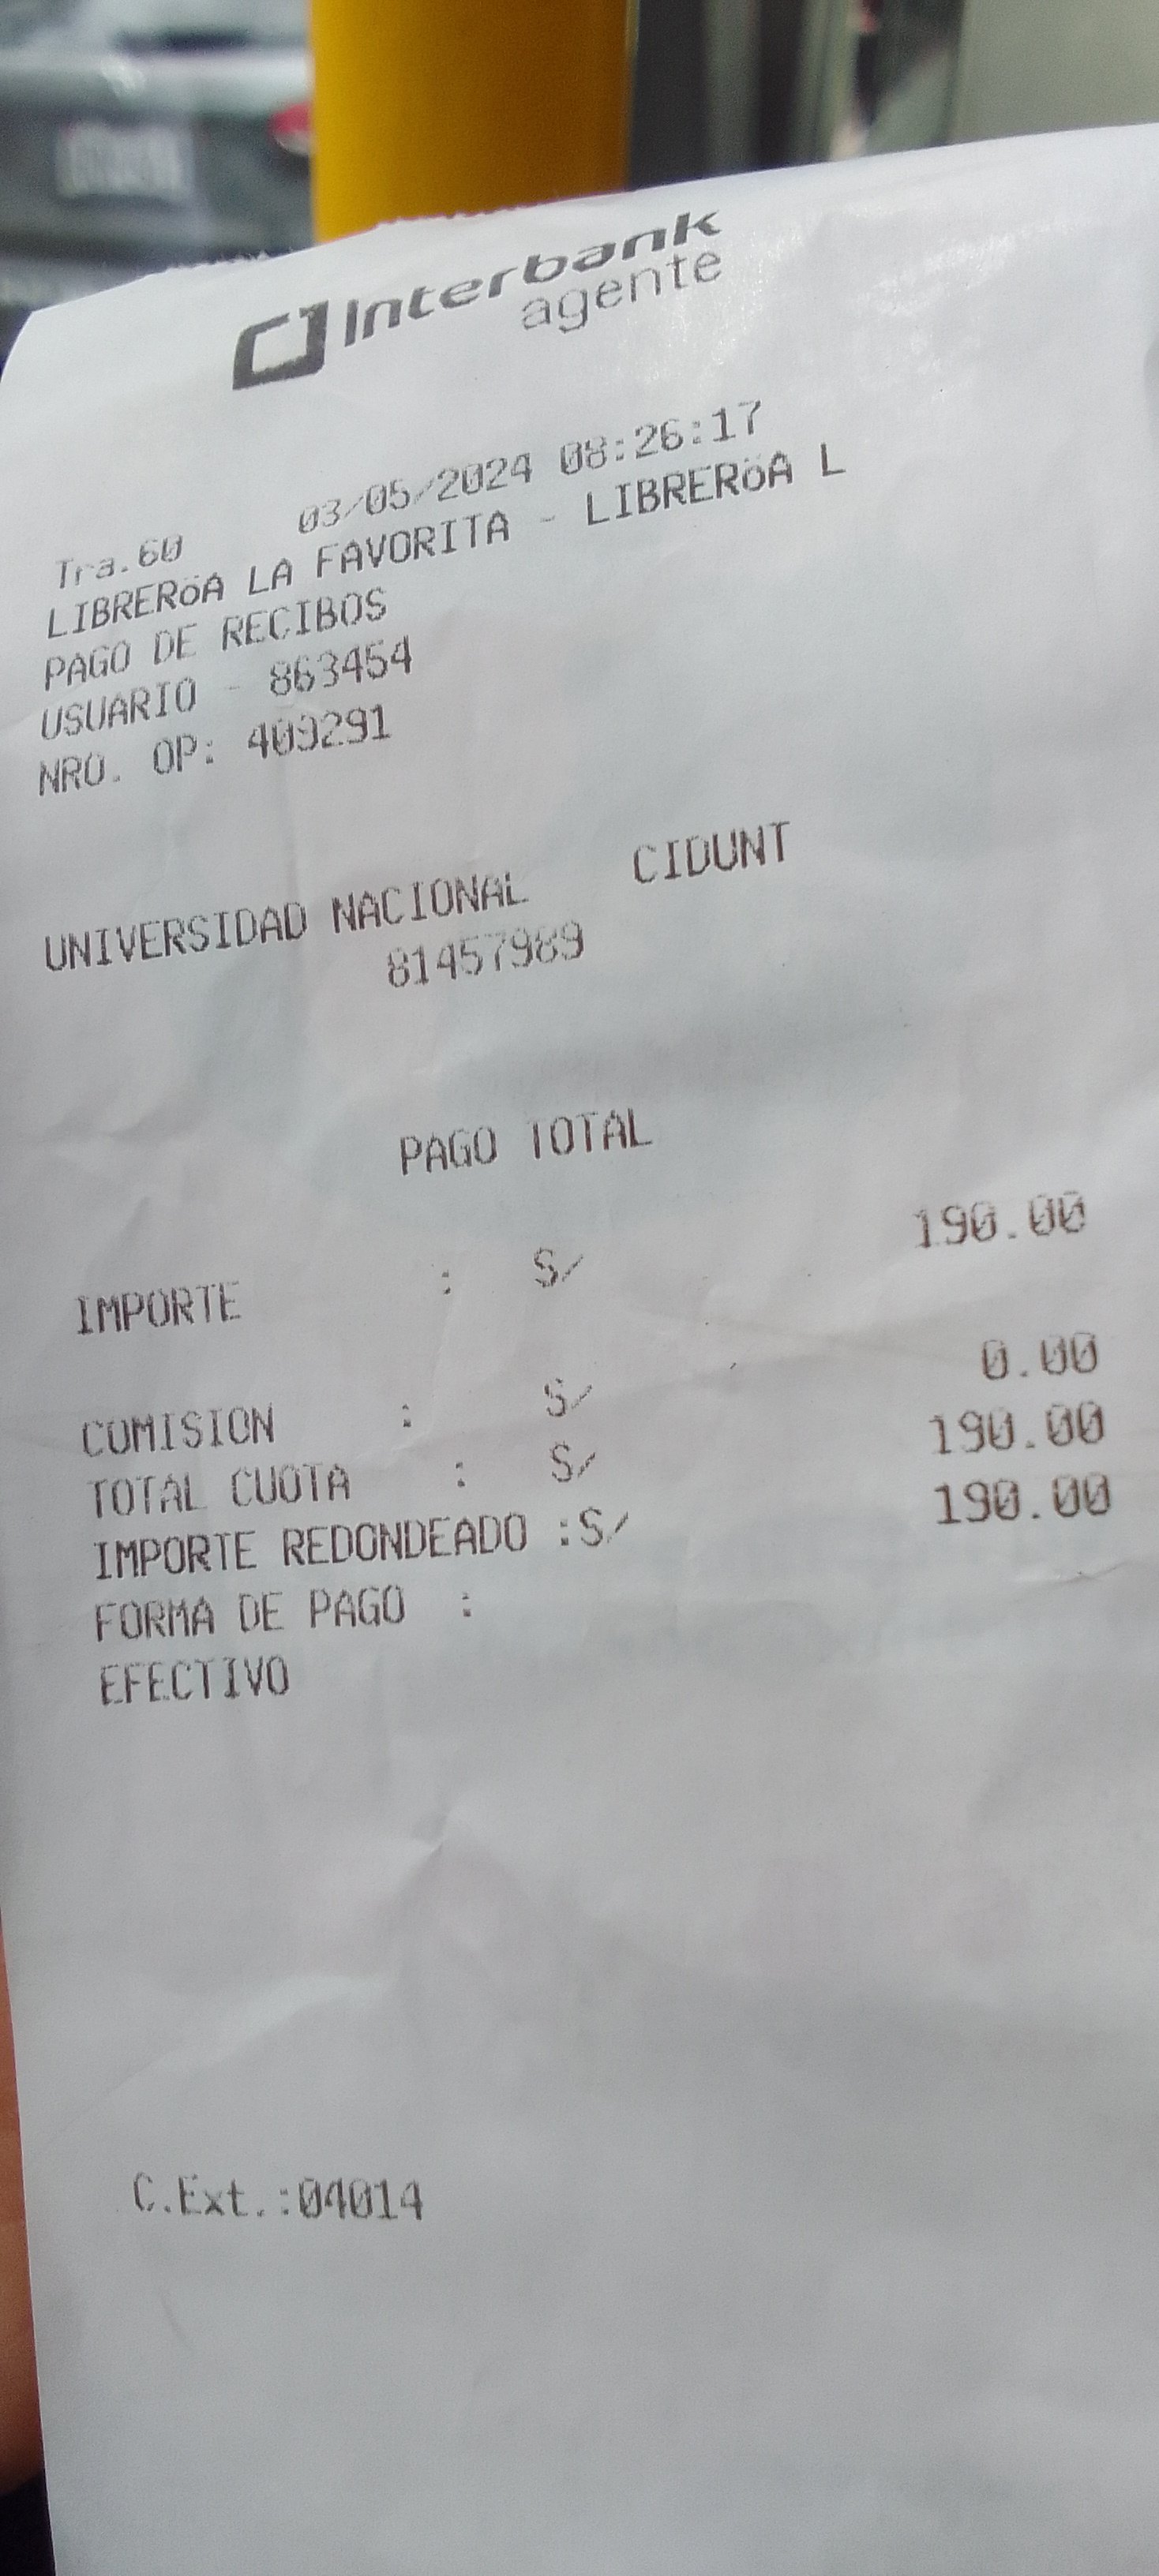 Interbank
agente
Tra.60 03/05/2024 08:26:17
LIBRERöA LA FAVORITA - LIBRERöA L
PAGO DE RECIBOS
USUARIO - 863454
NRO. OP: 409291
UNIVERSIDAD NACIONAL CIDUNT
81457989
PAGO TOTAL
IMPORTE : S/ 190.00
COMISION : S/ 0.00
TOTAL CUOTA : S/ 190.00
IMPORTE REDONDEADO :S/ 190.00
FORMA DE PAGO :
EFECTIVO
C.Ext.:04014